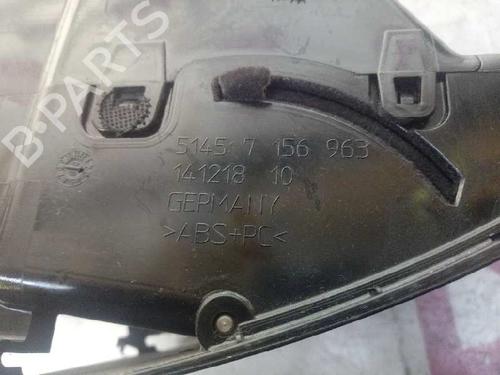 B-PARTS
5145 7 156 963
141218 10
GERMANY
>ABS+PC<